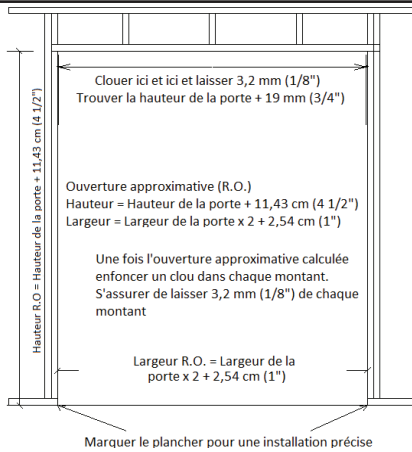 Clouer ici et ici et laisser 3,2 mm (1/8")
Trouver la hauteur de la porte + 19 mm (3/4")
Hauteur R.O = Hauteur de la porte + 11,43 cm (4 1/2")
Ouverture approximative (R.O.)
Hauteur = Hauteur de la porte + 11,43 cm (4 1/2")
Largeur = Largeur de la porte x 2 + 2,54 cm (1")
Une fois l'ouverture approximative calculée
enfoncer un clou dans chaque montant.
S'assurer de laisser 3,2 mm (1/8") de chaque
montant
Largeur R.O. = Largeur de la
porte x 2 + 2,54 cm (1")
Marquer le plancher pour une installation précise